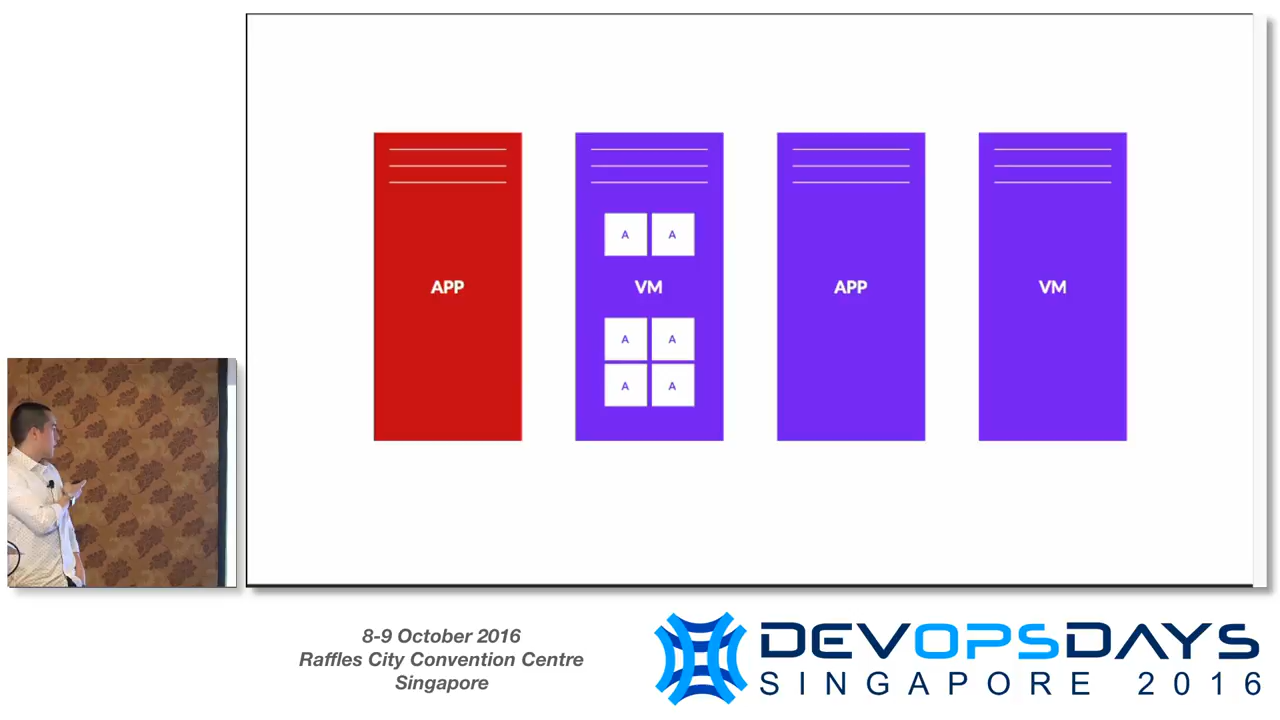 APP
A A
VM
A A
A A
APP
VM
8-9 October 2016
Raffles City Convention Centre
Singapore
DEVOPSDAYS
SINGAPORE 2016